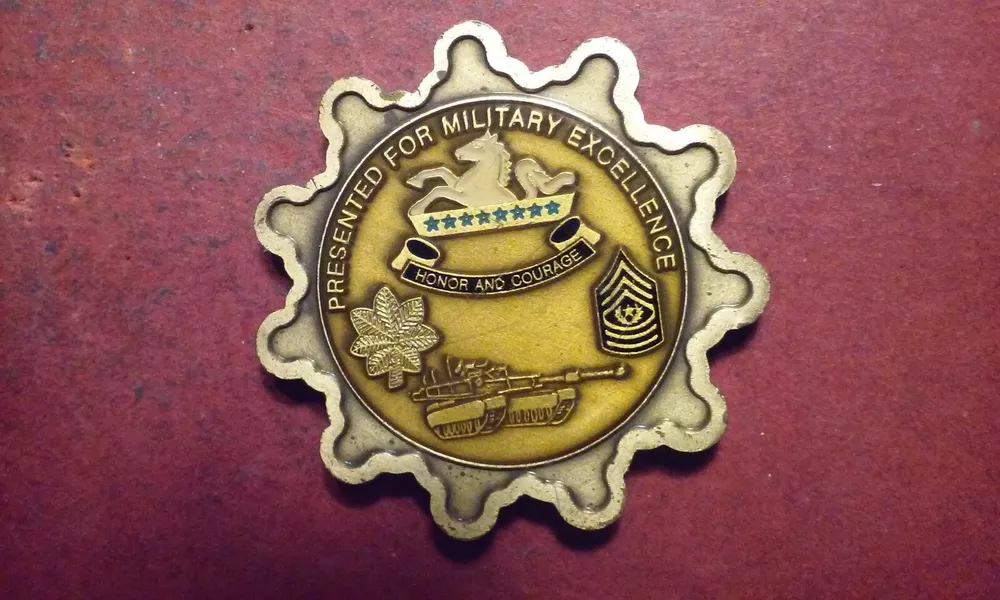 PRESENTED FOR MILITARY EXCELLENCE
HONOR AND COURAGE